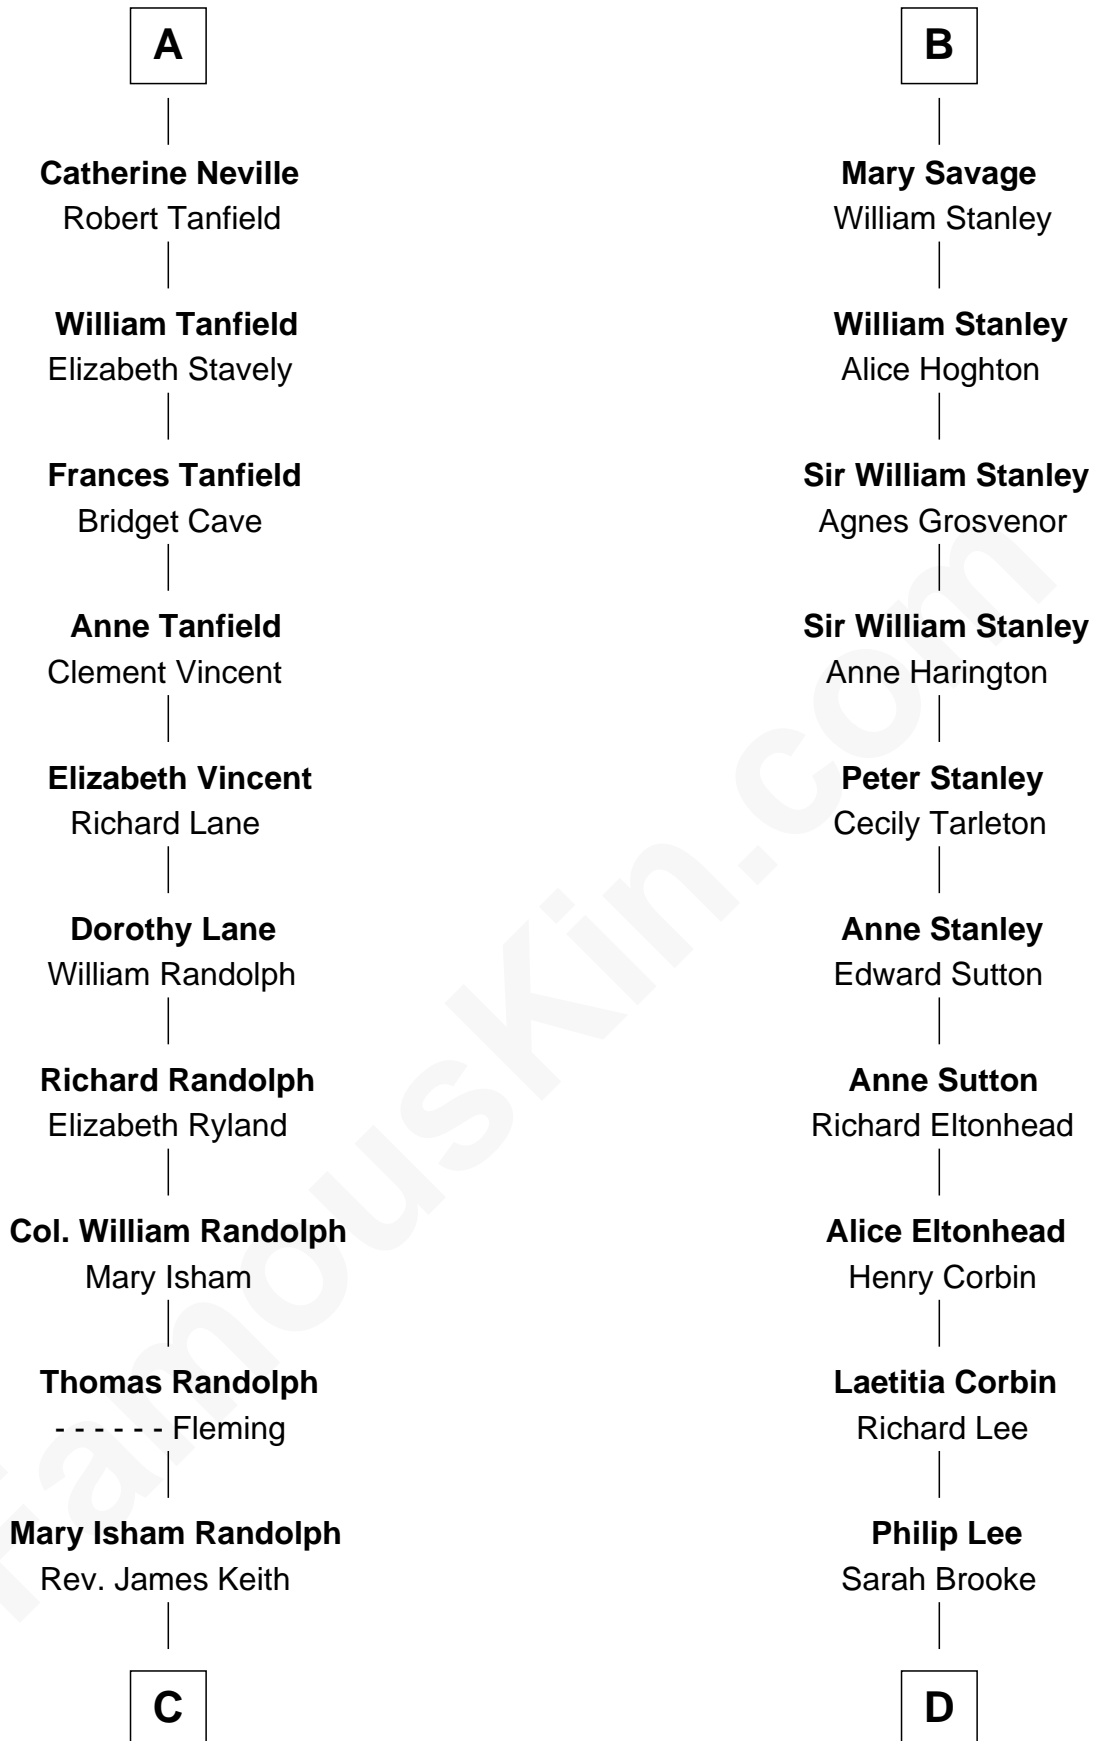 A
Catherine Neville
Robert Tanfield
William Tanfield
Elizabeth Stavely
Frances Tanfield
Bridget Cave
Anne Tanfield
Clement Vincent
Elizabeth Vincent
Richard Lane
Dorothy Lane
William Randolph
Richard Randolph
Elizabeth Ryland
Col. William Randolph
Mary Isham
Thomas Randolph
- - - - - - Fleming
Mary Isham Randolph
Rev. James Keith
C
B
Mary Savage
William Stanley
William Stanley
Alice Hoghton
Sir William Stanley
Agnes Grosvenor
Sir William Stanley
Anne Harington
Peter Stanley
Cecily Tarleton
Anne Stanley
Edward Sutton
Anne Sutton
Richard Eltonhead
Alice Eltonhead
Henry Corbin
Laetitia Corbin
Richard Lee
Philip Lee
Sarah Brooke
D
FamousKin.com